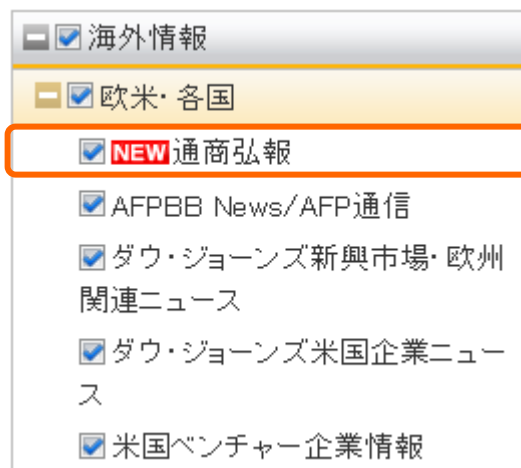 海外情報
欧米・各国
NEW通商弘報
AFPBB News/AFP通信
ダウ・ジョーンズ新興市場・欧州
関連ニュース
ダウ・ジョーンズ米国企業ニュー
ス
米国ベンチャー企業情報